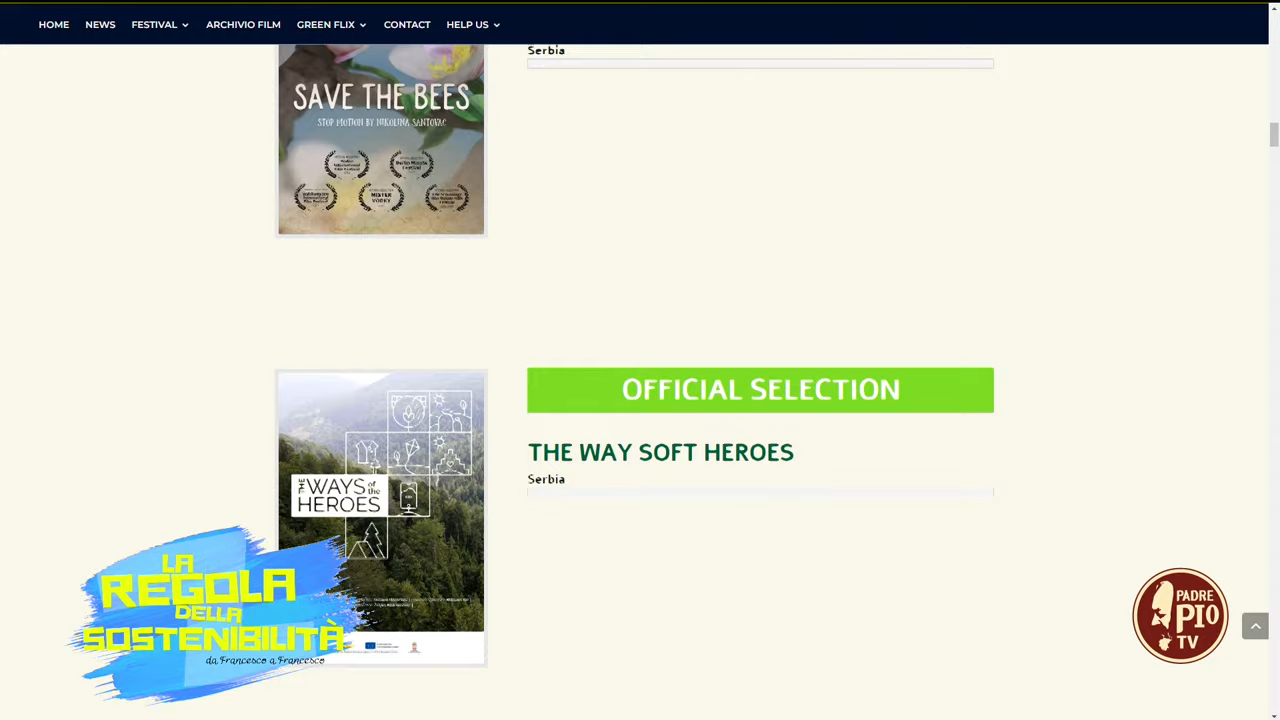 HOME NEWS FESTIVAL ARCHIVIO FILM GREEN FLIX CONTACT HELP US
Serbia
SAVE THE BEES
STOP MOTION BY NIKOLINA SANTOVAC
OFFICIAL SELECTION
THE WAY SOFT HEROES
Serbia
THE WAYS of the
HEROES
LA
REGOLA
DELLA
SOSTENIBILITÀ
da Francesco a Francesco
PADRE
PIO
TV